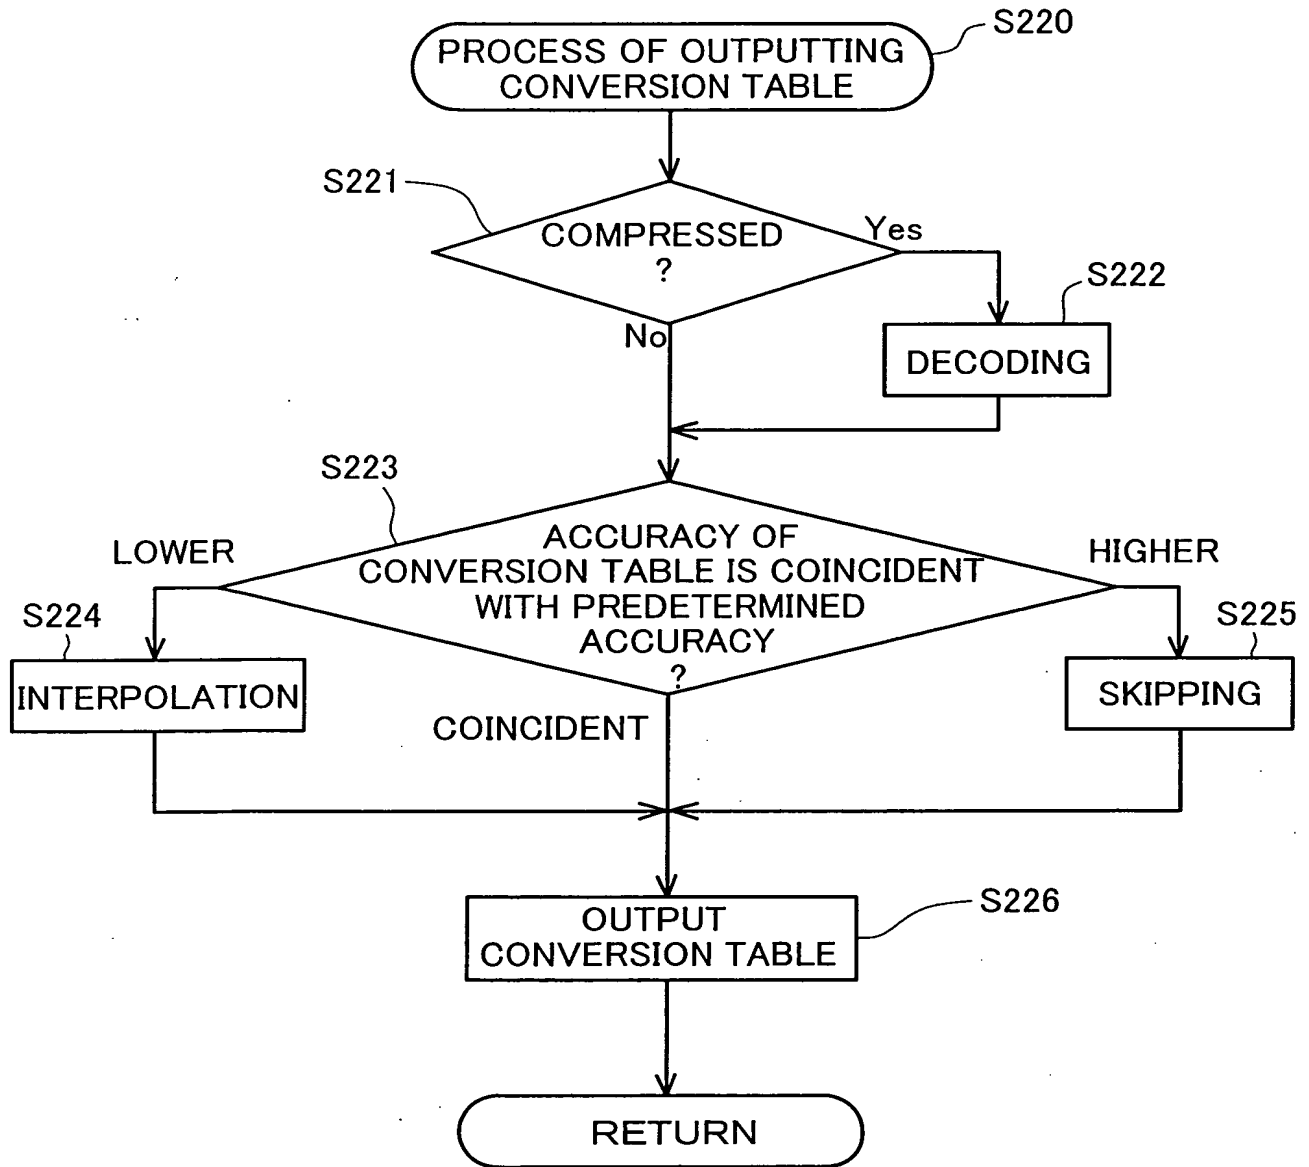 S220
PROCESS OF OUTPUTTING
CONVERSION TABLE
S221
COMPRESSED
?
Yes
No
S222
DECODING
S223
ACCURACY OF
CONVERSION TABLE IS COINCIDENT
WITH PREDETERMINED
ACCURACY
?
LOWER
HIGHER
COINCIDENT
S224
INTERPOLATION
S225
SKIPPING
S226
OUTPUT
CONVERSION TABLE
RETURN